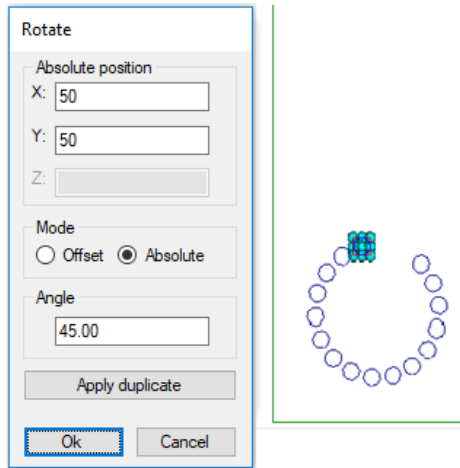 Rotate
Absolute position
X: 50
Y: 50
Z:
Mode
Offset Absolute
Angle
45.00
Apply duplicate
Ok Cancel